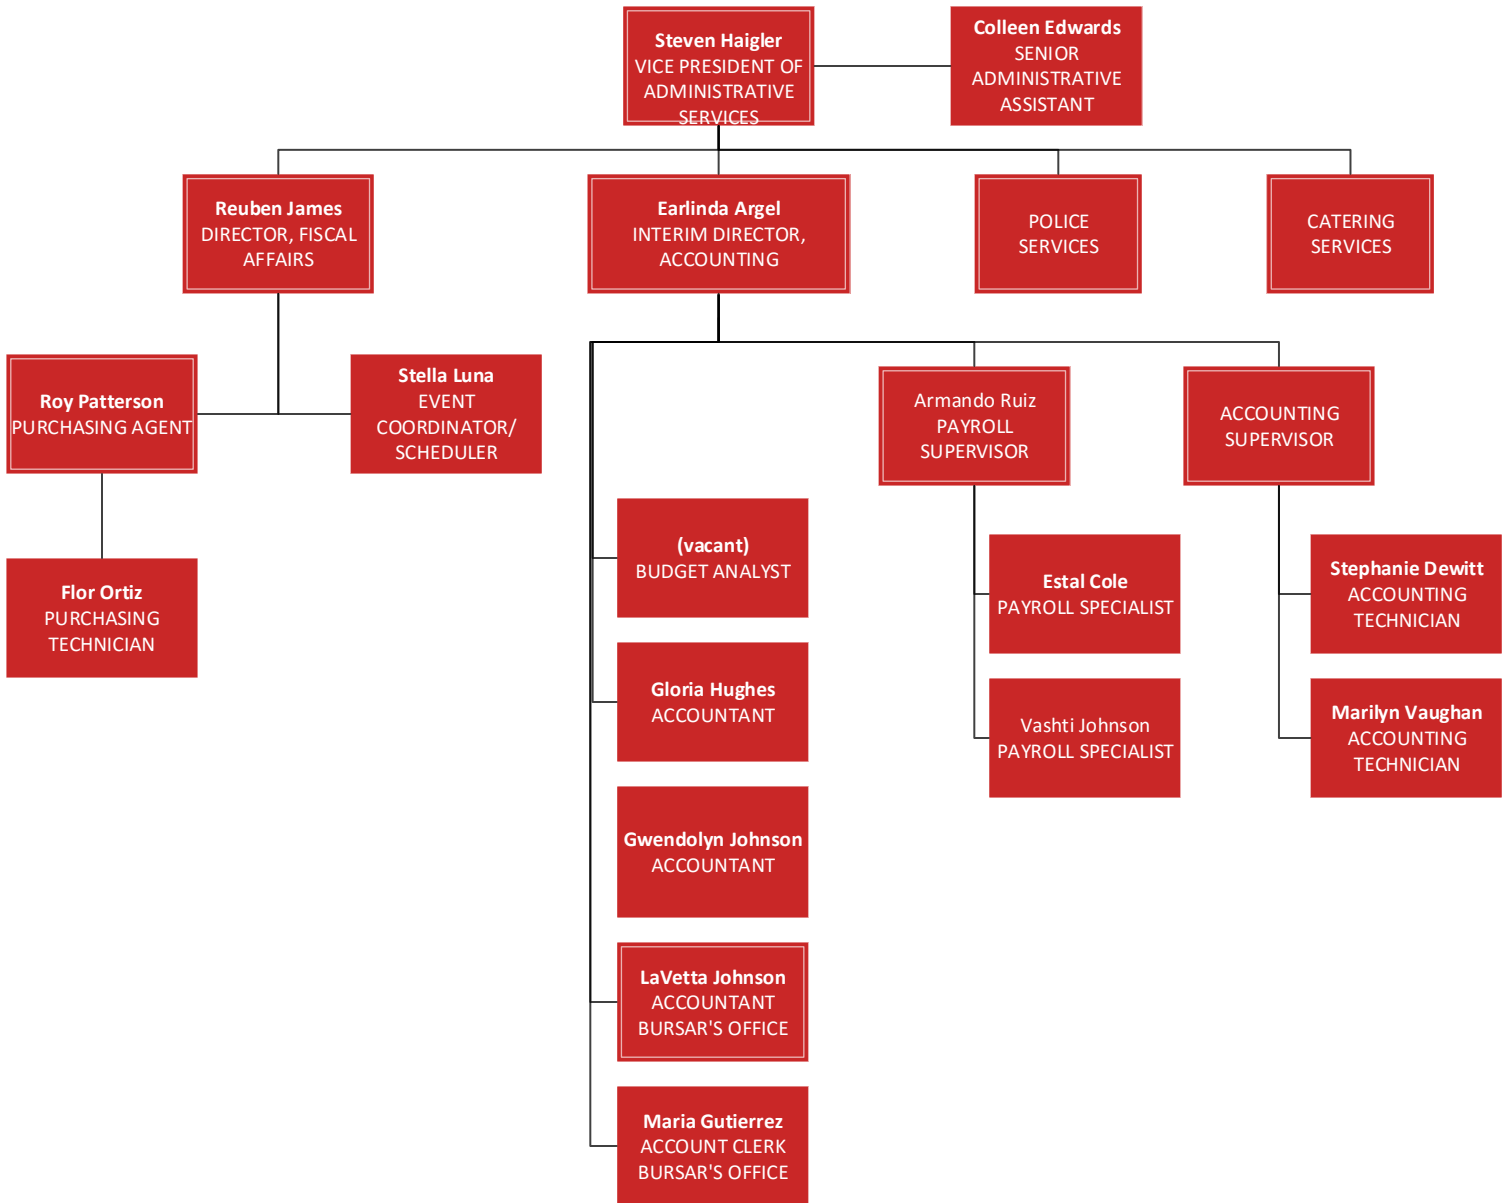 Steven Haigler
VICE PRESIDENT OF
ADMINISTRATIVE
SERVICES
Colleen Edwards
SENIOR
ADMINISTRATIVE
ASSISTANT
Reuben James
DIRECTOR, FISCAL
AFFAIRS
Earlinda Argel
INTERIM DIRECTOR,
ACCOUNTING
POLICE
SERVICES
CATERING
SERVICES
Roy Patterson
PURCHASING AGENT
Stella Luna
EVENT
COORDINATOR/
SCHEDULER
Armando Ruiz
PAYROLL
SUPERVISOR
ACCOUNTING
SUPERVISOR
Flor Ortiz
PURCHASING
TECHNICIAN
(vacant)
BUDGET ANALYST
Estal Cole
PAYROLL SPECIALIST
Stephanie Dewitt
ACCOUNTING
TECHNICIAN
Gloria Hughes
ACCOUNTANT
Vashti Johnson
PAYROLL SPECIALIST
Marilyn Vaughan
ACCOUNTING
TECHNICIAN
Gwendolyn Johnson
ACCOUNTANT
LaVetta Johnson
ACCOUNTANT
BURSAR'S OFFICE
Maria Gutierrez
ACCOUNT CLERK
BURSAR'S OFFICE